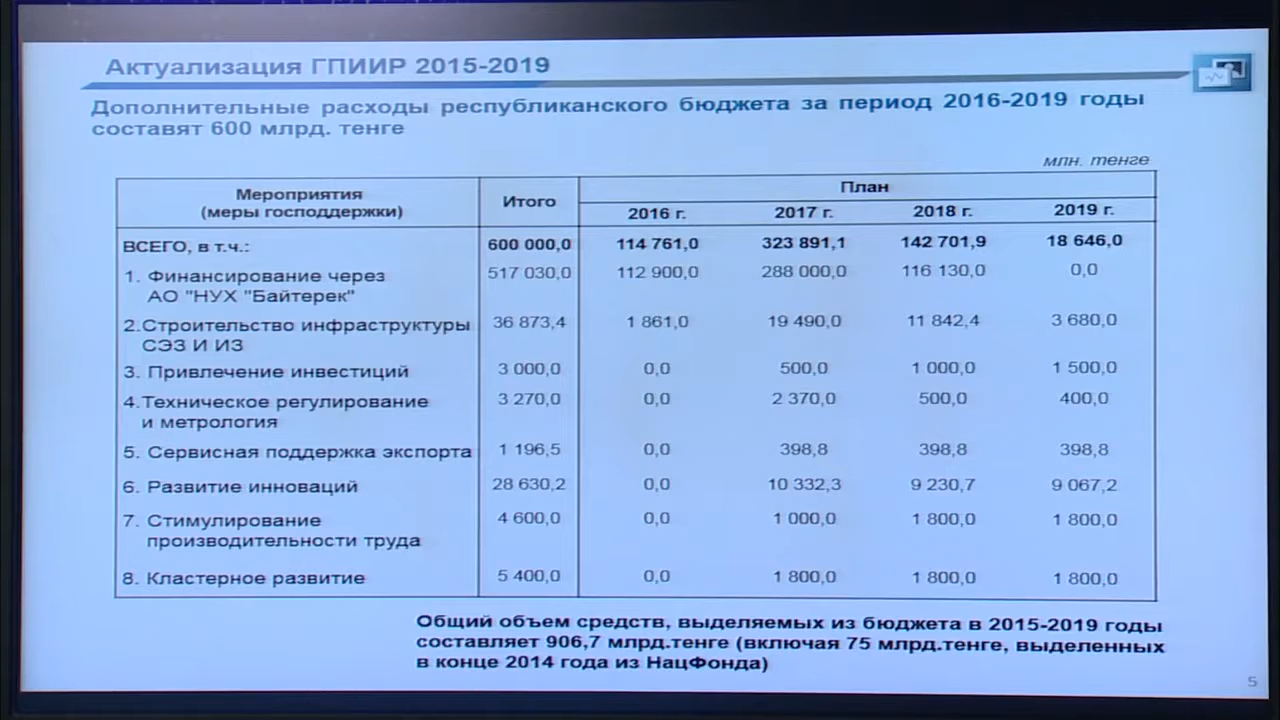 Актуализация ГПИИР 2015-2019
Дополнительные расходы республиканского бюджета за период 2016-2019 годы
составят 600 млрд. тенге
млн. тенге
Мероприятия
(меры господдержки)
Итого
План
2016 г. 2017 г. 2018 г. 2019 г.
ВСЕГО, в т.ч.: 600 000,0 114 761,0 323 891,1 142 701,9 18 646,0
1. Финансирование через 517 030,0 112 900,0 288 000,0 116 130,0 0,0
АО "НУХ "Байтерек"
2.Строительство инфраструктуры 36 873,4 1 861,0 19 490,0 11 842,4 3 680,0
СЭЗ И ИЗ
3. Привлечение инвестиций 3 000,0 0,0 500,0 1 000,0 1 500,0
4.Техническое регулирование 3 270,0 0,0 2 370,0 500,0 400,0
и метрология
5. Сервисная поддержка экспорта 1 196,5 0,0 398,8 398,8 398,8
6. Развитие инноваций 28 630,2 0,0 10 332,3 9 230,7 9 067,2
7. Стимулирование 4 600,0 0,0 1 000,0 1 800,0 1 800,0
производительности труда
8. Кластерное развитие 5 400,0 0,0 1 800,0 1 800,0 1 800,0
Общий объем средств, выделяемых из бюджета в 2015-2019 годы
составляет 906,7 млрд.тенге (включая 75 млрд.тенге, выделенных
в конце 2014 года из НацФонда)
5